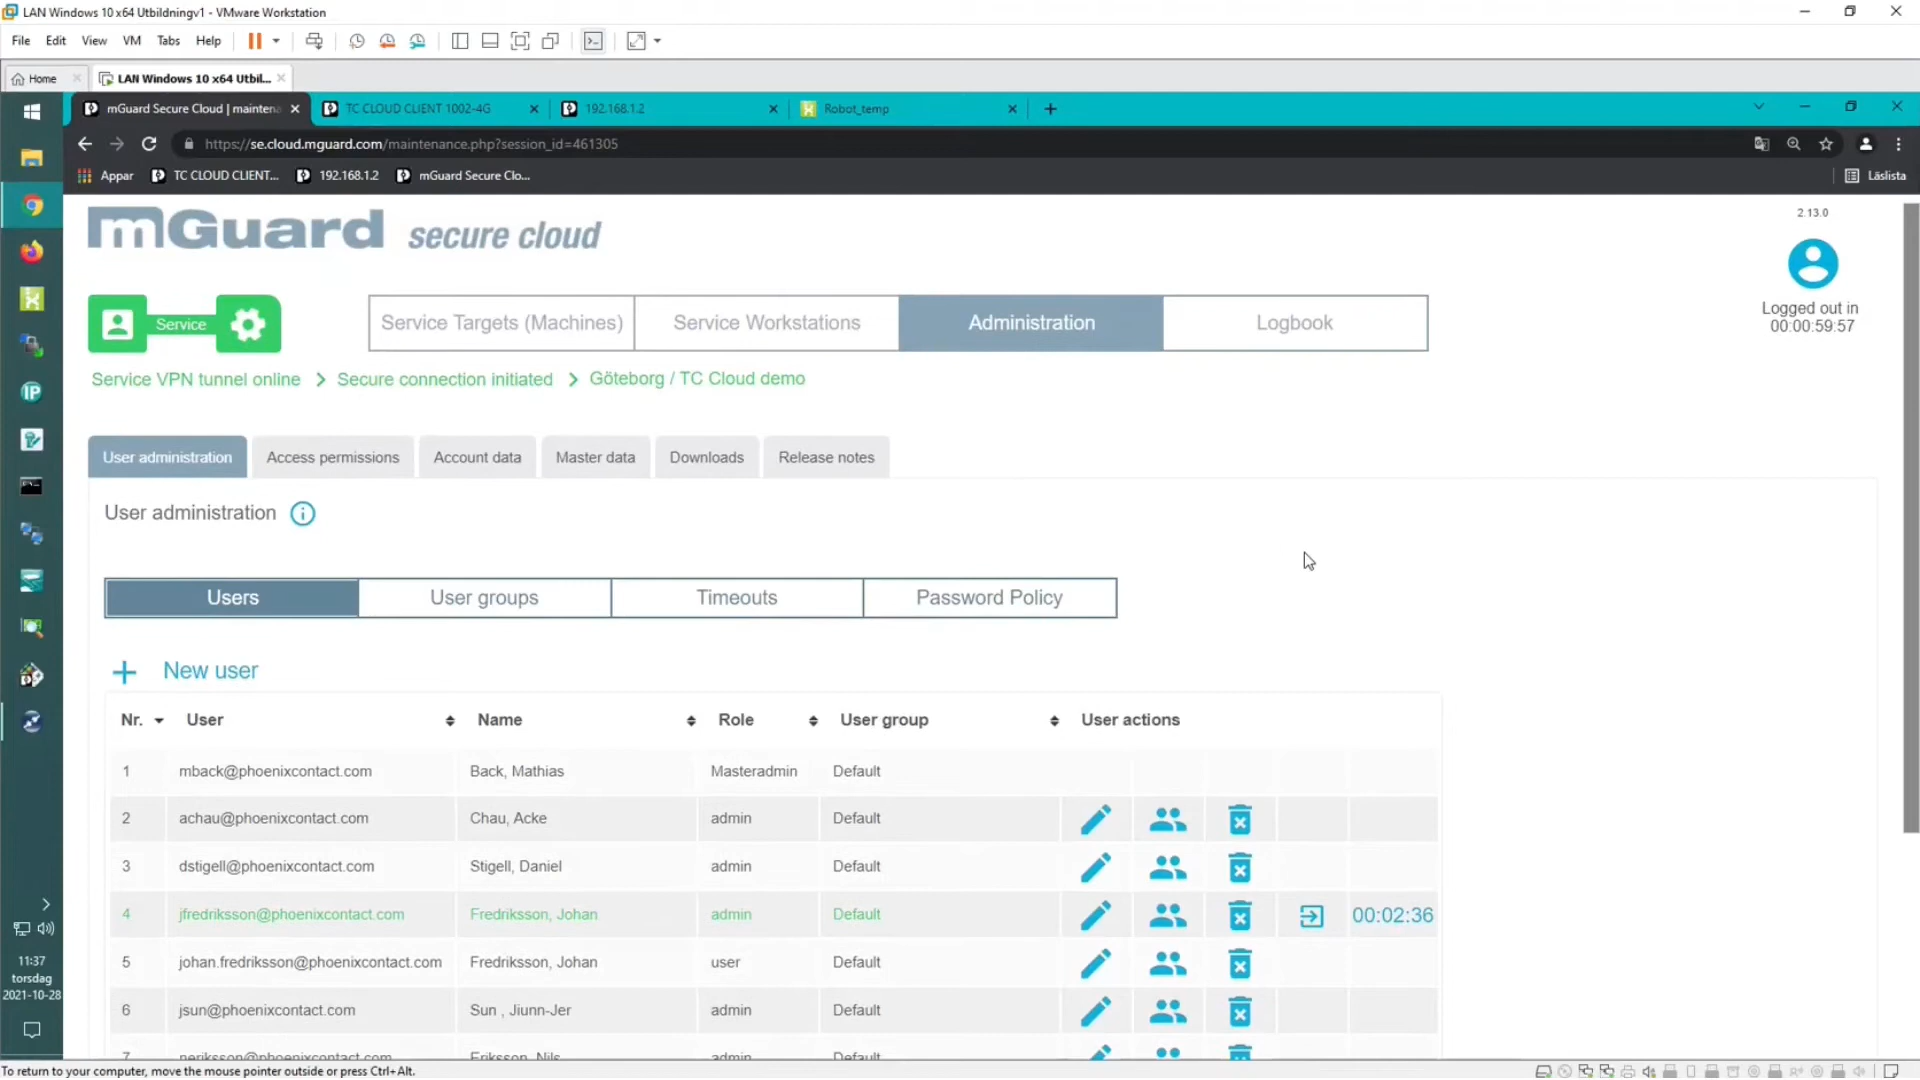 LAN Windows 10 x64 Utbildningv1 - VMware Workstation
File Edit View VM Tabs Help
Home LAN Windows 10 x64 Utbil...
mGuard Secure Cloud | mainten TC CLOUD CLIENT 1002-4G 192.168.1.2 Robot_temp
https://se.cloud.mguard.com/maintenance.php?session_id=461305
Appar TC CLOUD CLIENT... 192.168.1.2 mGuard Secure Clo... Läslista
2.13.0
mGuard secure cloud
Service
Service Targets (Machines) Service Workstations Administration Logbook
Logged out in
00:00:59:57
Service VPN tunnel online > Secure connection initiated > Göteborg / TC Cloud demo
User administration Access permissions Account data Master data Downloads Release notes
User administration
Users User groups Timeouts Password Policy
+ New user
Nr. User Name Role User group User actions
1 mback@phoenixcontact.com Back, Mathias Masteradmin Default
2 achau@phoenixcontact.com Chau, Acke admin Default
3 dstigell@phoenixcontact.com Stigell, Daniel admin Default
4 jfredriksson@phoenixcontact.com Fredriksson, Johan admin Default 00:02:36
5 johan.fredriksson@phoenixcontact.com Fredriksson, Johan user Default
6 jsun@phoenixcontact.com Sun , Jiunn-Jer admin Default
7 neriksson@phoenixcontact.com Eriksson, Nils admin Default
IP
11:37
torsdag
2021-10-28
To return to your computer, move the mouse pointer outside or press Ctrl+Alt.